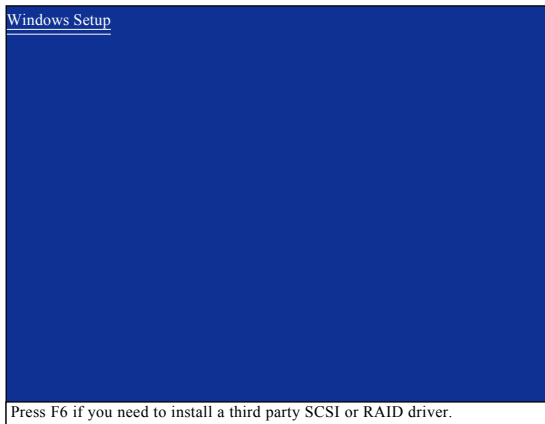 Windows Setup
Press F6 if you need to install a third party SCSI or RAID driver.